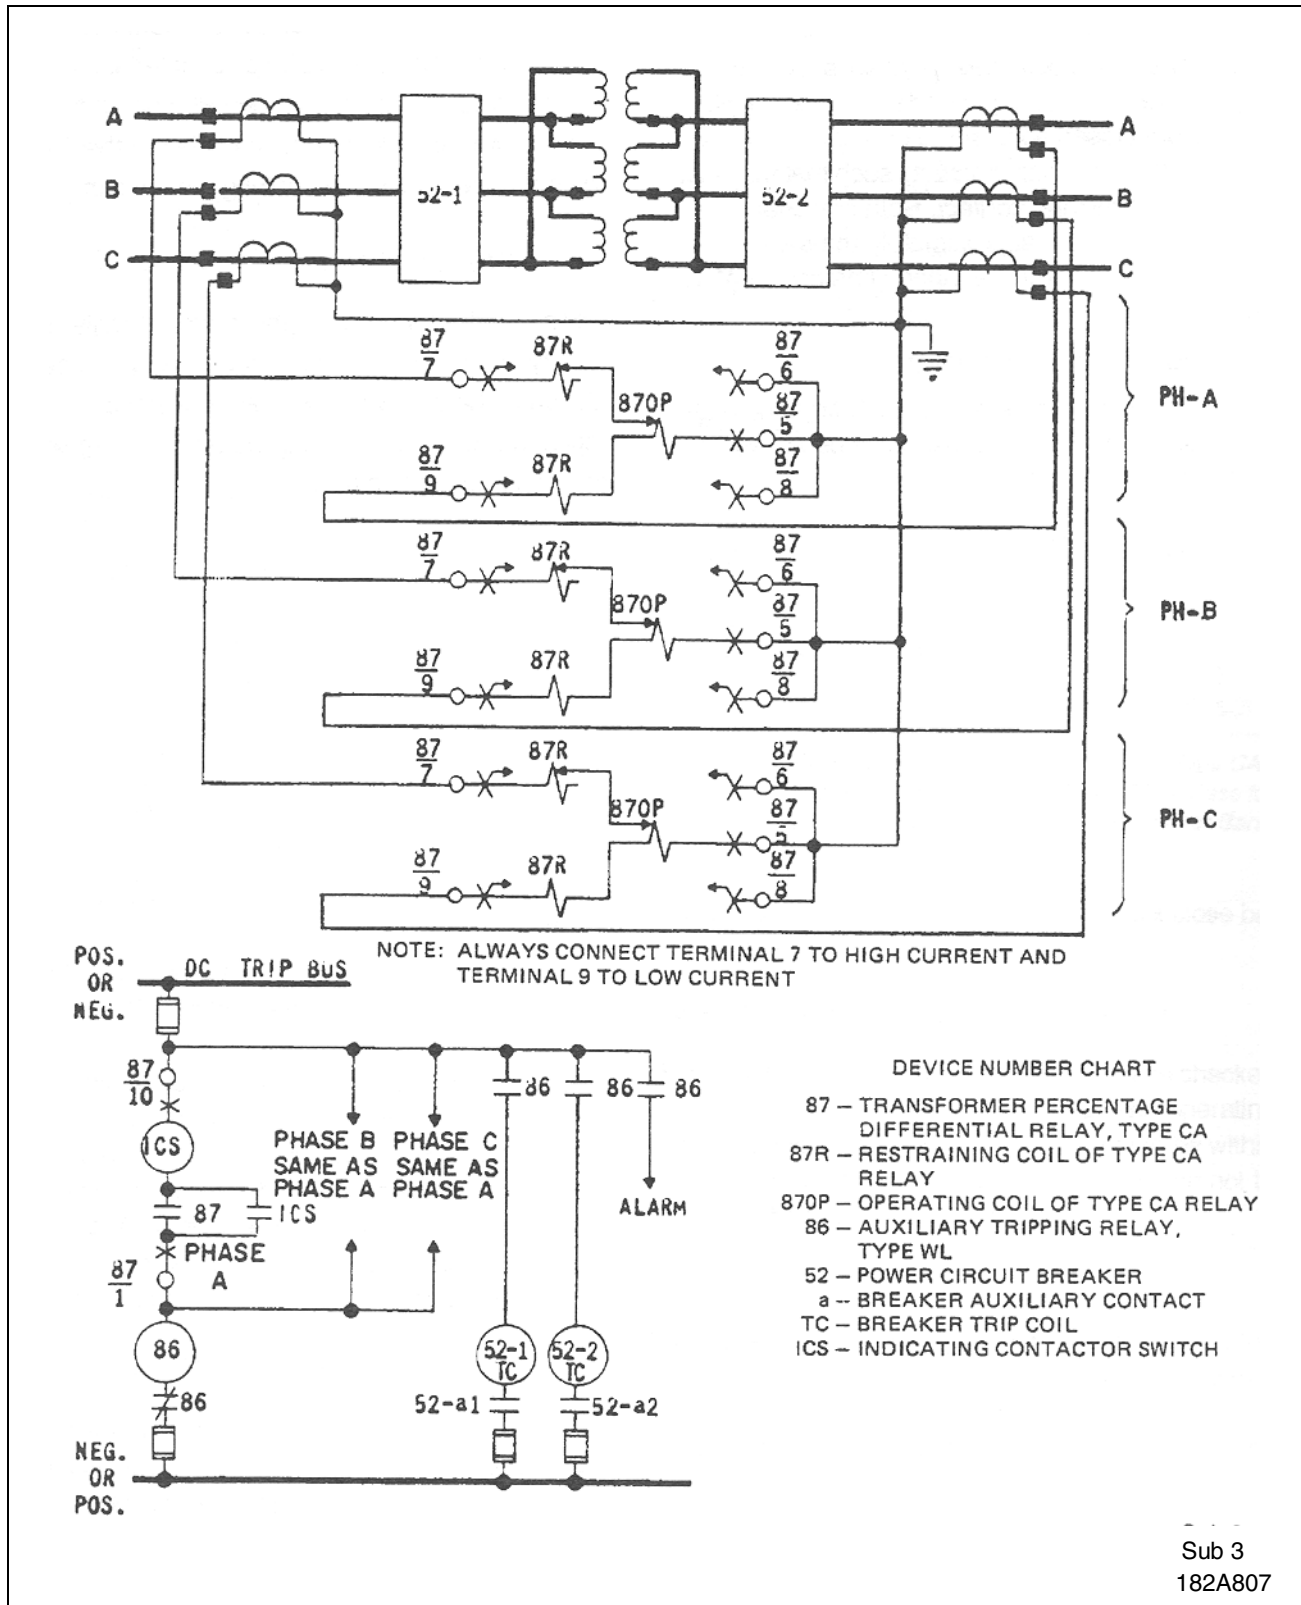 A
A
B
52-1
52-2
B
C
C
87
7
87R
87
6
870P
87
5
PH-A
87
9
87R
87
8
87
7
87R
87
6
870P
87
5
PH-B
87
9
87R
87
8
87
7
87R
87
6
870P
87
5
PH-C
87
9
87R
87
8
NOTE: ALWAYS CONNECT TERMINAL 7 TO HIGH CURRENT AND
TERMINAL 9 TO LOW CURRENT
POS.
OR
NEG.
DC TRIP BUS
87
10
ICS
87
ICS
PHASE
A
87
1
86
86
PHASE B
SAME AS
PHASE A
PHASE C
SAME AS
PHASE A
86
86
86
ALARM
52-1
TC
52-2
TC
52-a1
52-a2
NEG.
OR
POS.
DEVICE NUMBER CHART
87 – TRANSFORMER PERCENTAGE
DIFFERENTIAL RELAY, TYPE CA
87R – RESTRAINING COIL OF TYPE CA
RELAY
870P – OPERATING COIL OF TYPE CA RELAY
86 – AUXILIARY TRIPPING RELAY,
TYPE WL
52 – POWER CIRCUIT BREAKER
a – BREAKER AUXILIARY CONTACT
TC – BREAKER TRIP COIL
ICS – INDICATING CONTACTOR SWITCH
Sub 3
182A807